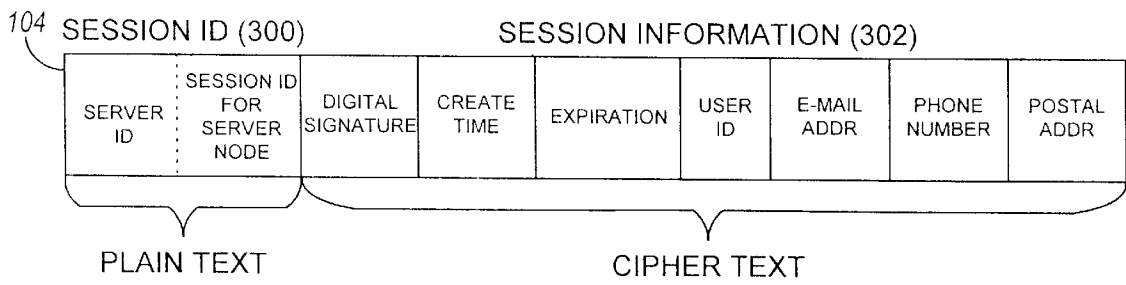 104 SESSION ID (300) SESSION INFORMATION (302)
SERVER
ID
SESSION ID
FOR
SERVER
NODE
DIGITAL
SIGNATURE
CREATE
TIME
EXPIRATION
USER
ID
E-MAIL
ADDR
PHONE
NUMBER
POSTAL
ADDR
PLAIN TEXT
CIPHER TEXT